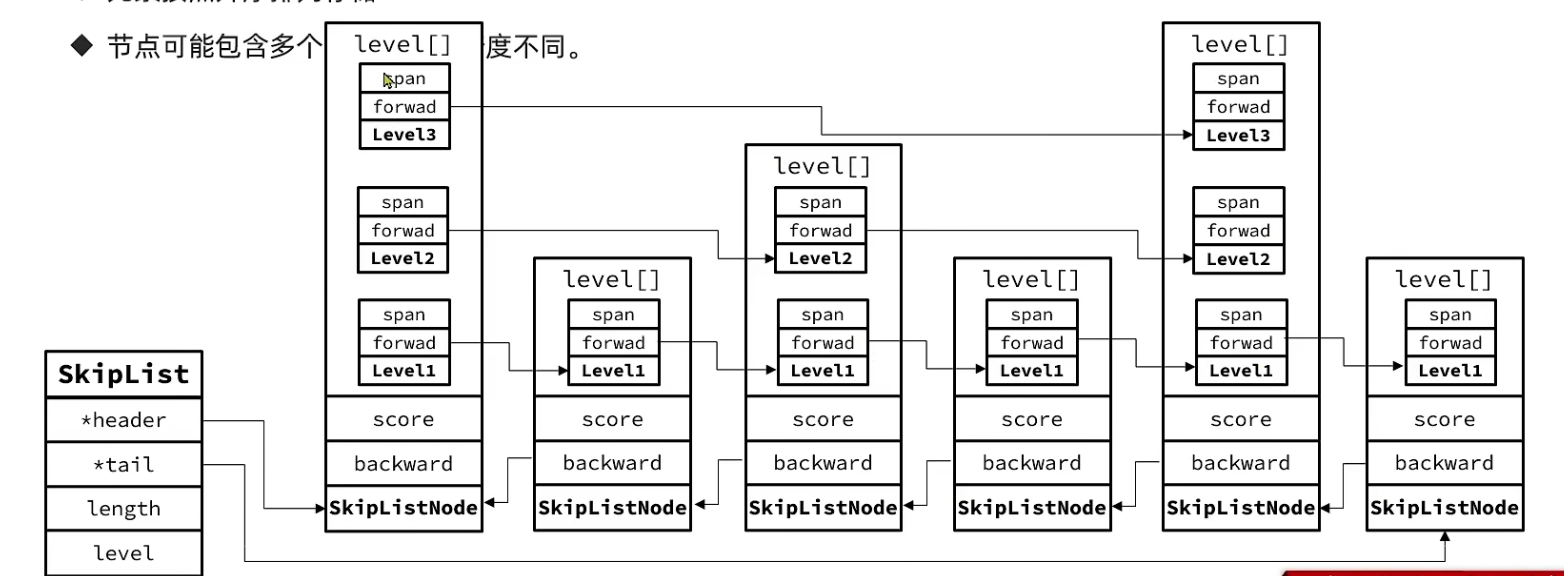 ◆ 节点可能包含多个
度不同。
level[]
span
forwad
Level3
span
forwad
Level2
span
forwad
Level1
score
backward
SkipListNode
level[]
span
forwad
Level1
score
backward
SkipListNode
level[]
span
forwad
Level2
span
forwad
Level1
score
backward
SkipListNode
level[]
span
forwad
Level1
score
backward
SkipListNode
level[]
span
forwad
Level3
span
forwad
Level2
span
forwad
Level1
score
backward
SkipListNode
level[]
span
forwad
Level1
score
backward
SkipListNode
SkipList
*header
*tail
length
level